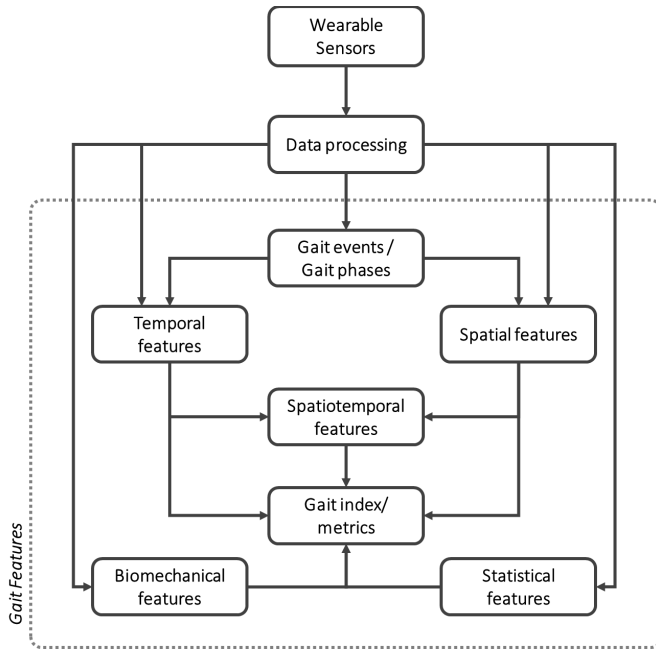 Wearable
Sensors
Data processing
Gait events /
Gait phases
Temporal
features
Spatial features
Spatiotemporal
features
Gait index/
metrics
Biomechanical
features
Statistical
features
Gait Features